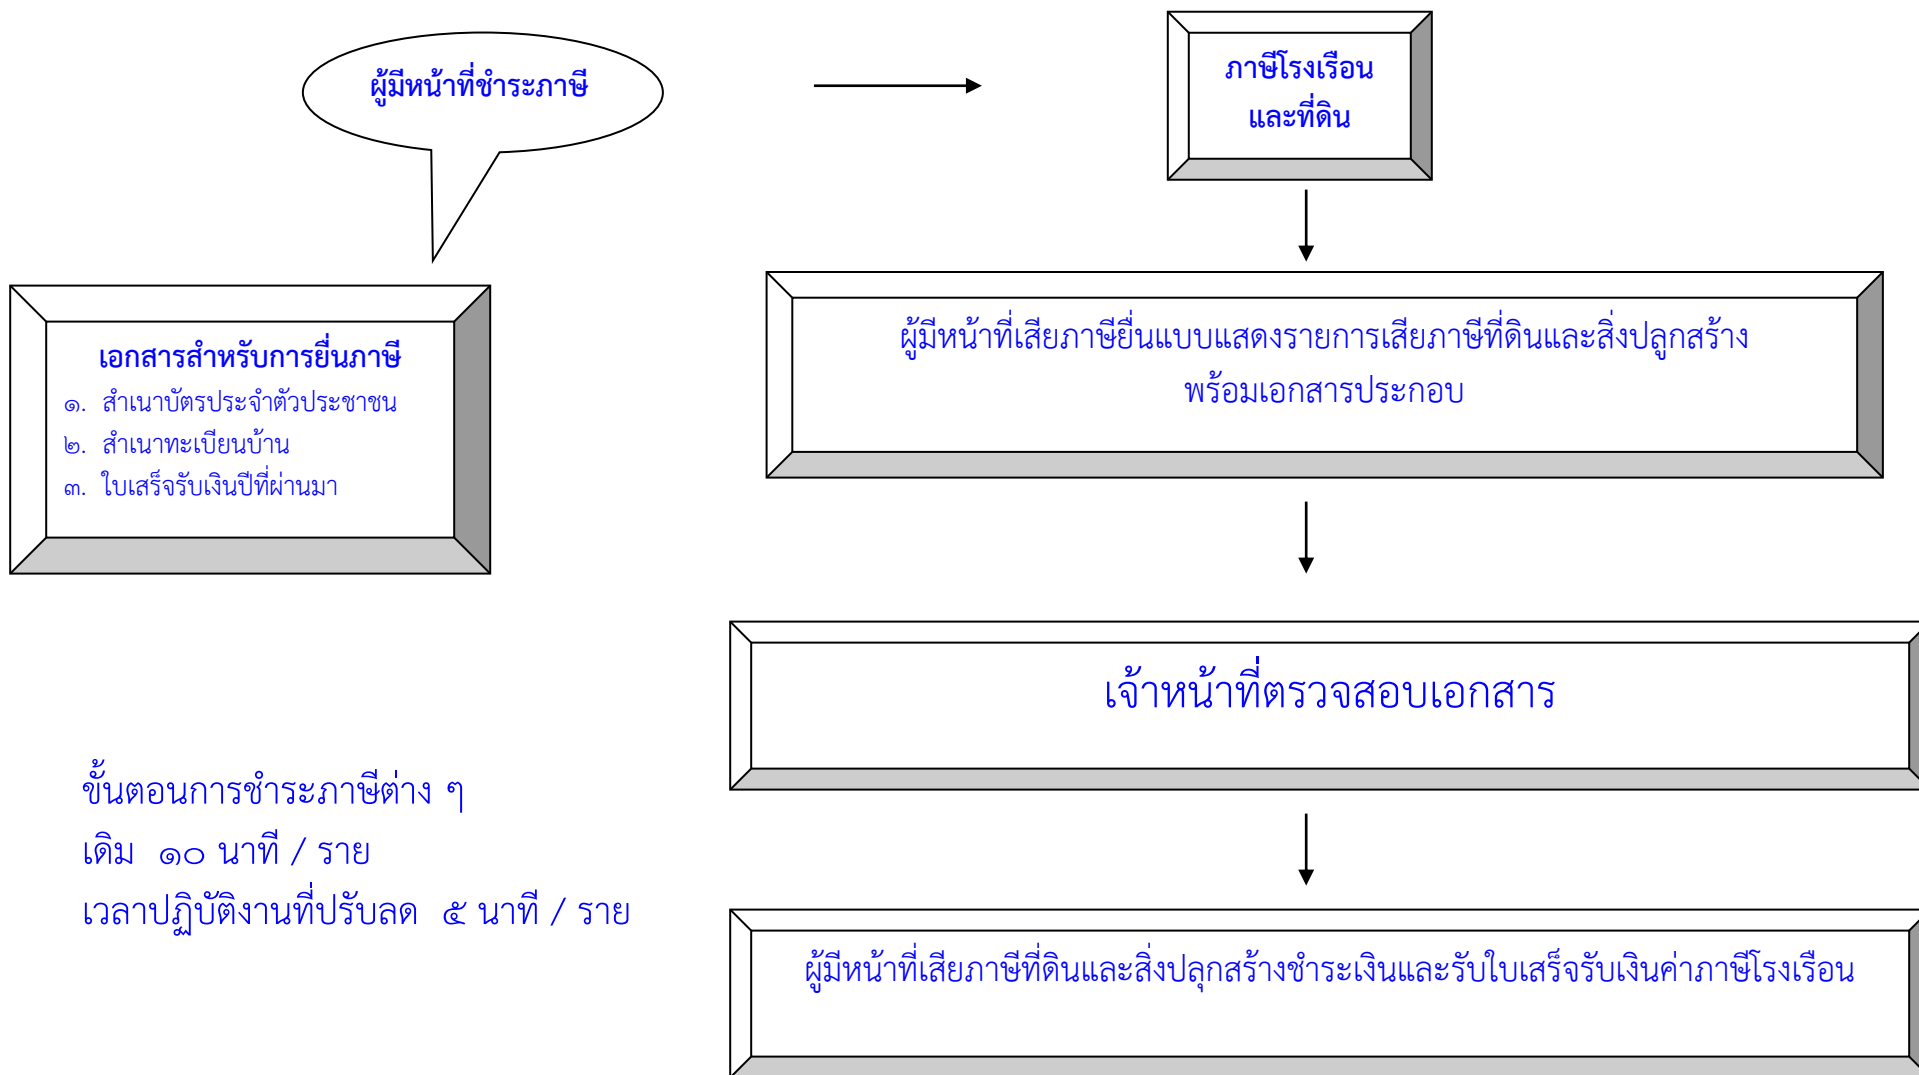 ผู้มีหน้าที่ชำระภาษี
ภาษีโรงเรือน
และที่ดิน
เอกสารสำหรับการยื่นภาษี
๑. สำเนาบัตรประจำตัวประชาชน
๒. สำเนาทะเบียนบ้าน
๓. ใบเสร็จรับเงินปีที่ผ่านมา
ผู้มีหน้าที่เสียภาษียื่นแบบแสดงรายการเสียภาษีที่ดินและสิ่งปลูกสร้าง
พร้อมเอกสารประกอบ
เจ้าหน้าที่ตรวจสอบเอกสาร
ขั้นตอนการชำระภาษีต่าง ๆ
เดิม ๑๐ นาที / ราย
เวลาปฏิบัติงานที่ปรับลด ๕ นาที / ราย
ผู้มีหน้าที่เสียภาษีที่ดินและสิ่งปลุกสร้างชำระเงินและรับใบเสร็จรับเงินค่าภาษีโรงเรือน